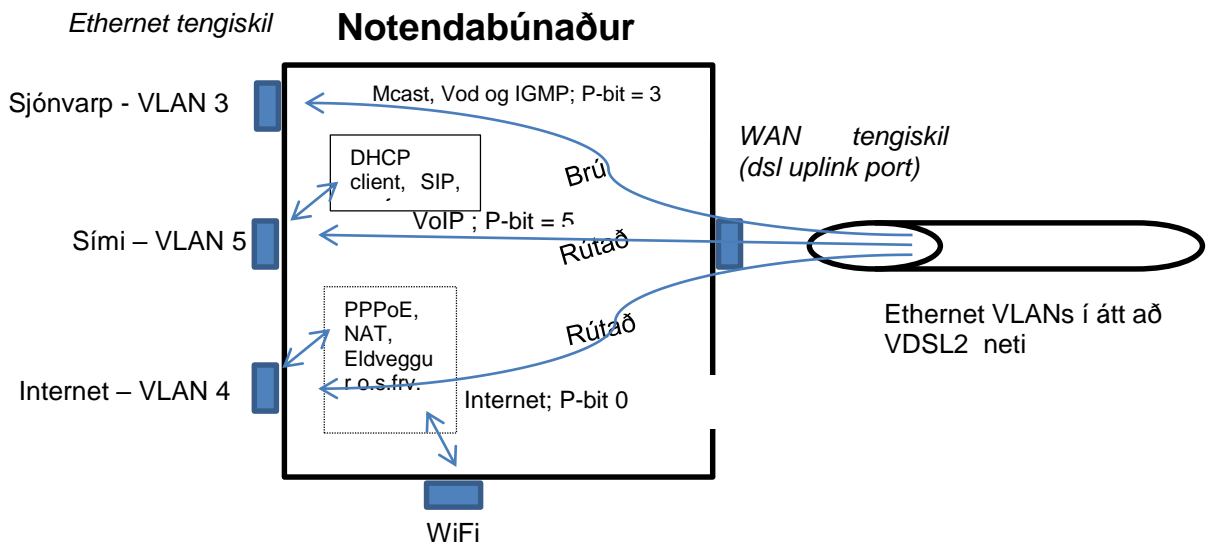 Ethernet tengiskil
Notendabúnaður
Sjónvarp - VLAN 3
Mcast, Vod og IGMP; P-bit = 3
WAN tengiskil
(dsl uplink port)
DHCP
client, SIP,
Brú
VoIP ; P-bit = 5
Sími – VLAN 5
Rútað
Ethernet VLANs í átt að
VDSL2 neti
PPPoE,
NAT,
Eldveggu
r o.s.frv.
Rútað
Internet – VLAN 4
Internet; P-bit 0
WiFi